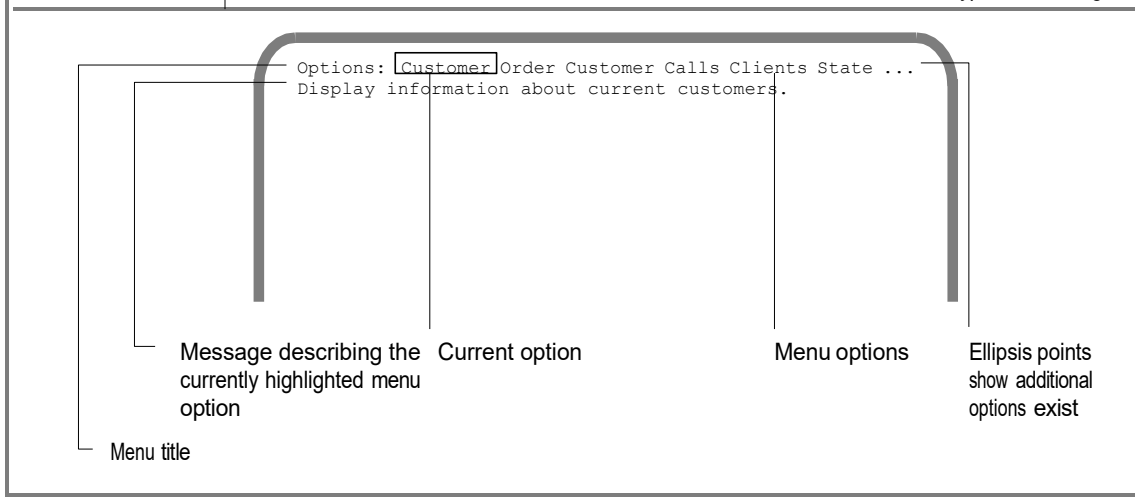 Options: Customer Order Customer Calls Clients State ...
Display information about current customers.
Message describing the currently highlighted menu option
Current option
Menu options
Ellipsis points show additional options exist
Menu title